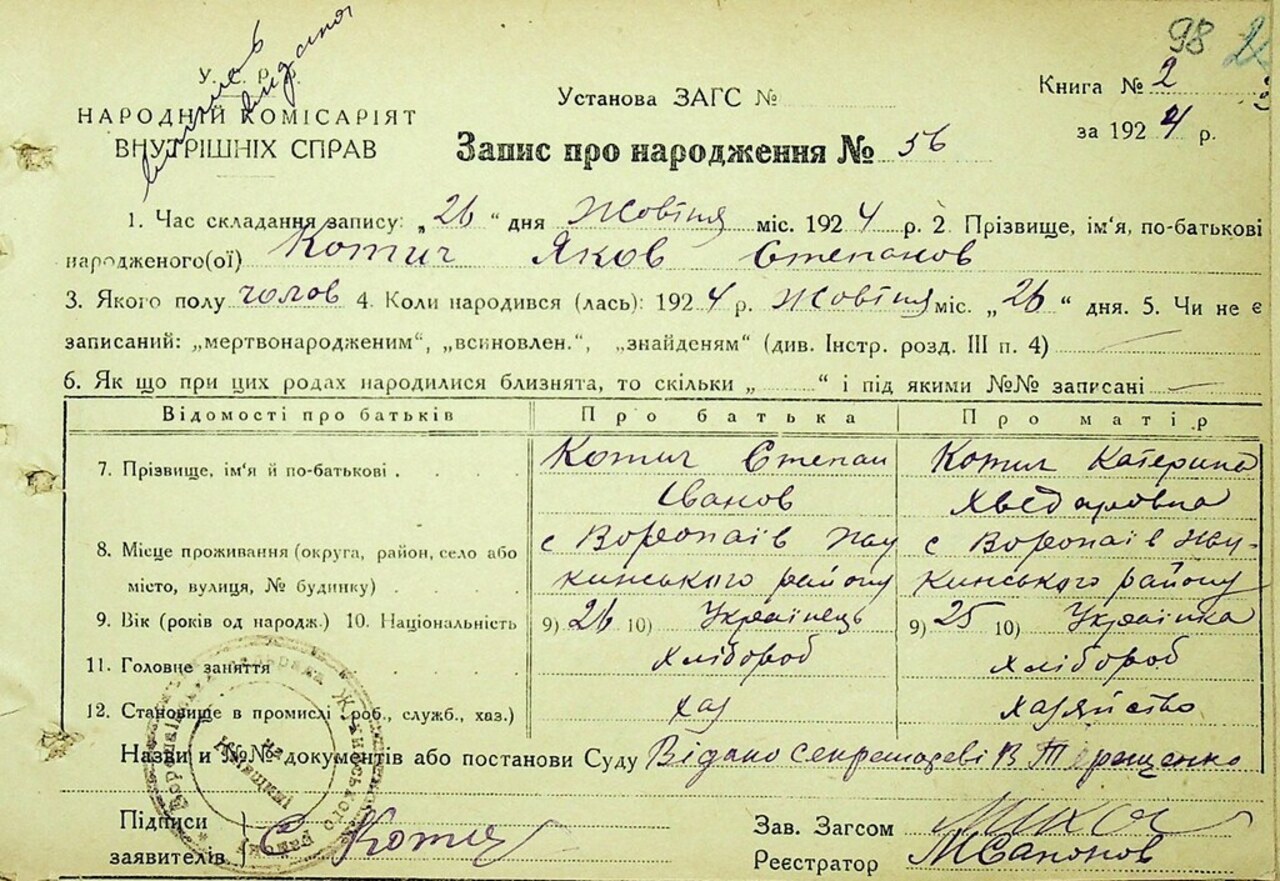 98 2
У. С. Р. Р.
НАРОДНІЙ КОМІСАРІЯТ
ВНУТРІШНІХ СПРАВ
видана
Установа ЗАГС №
Книга № 2
за 1924 р.
Запис про народження № 56
1. Час складання запису: „26“ дня Жовтня міс. 1924 р. 2. Прізвище, ім'я, по-батькові
народженого(ої) Котич Яков Степанов
3. Якого полу чолов 4. Коли народився (лась): 1924 р. Жовтня міс. „26“ дня. 5. Чи не є
записаний: „мертвонародженим“, „всиновлен.“, „знайденям“ (див. Інстр. розд. III п. 4)
6. Як що при цих родах народилися близнята, то скільки „ “ і під якими №№ записані
Відомості про батьків Про батька Про матір
7. Прізвище, ім'я й по-батькові Котич Степан Котич Катерина
Іванов Хведаровна
8. Місце проживання (округа, район, село або с Воропаїв Жу с Воропаїв Жу-
місто, вулиця, № будинку) кинського району кинського району
9. Вік (років од народж.) 10. Національність 9) 26 10) Українець 9) 25 10) Українка
11. Головне заняття Хлібороб Хлібороб
12. Становище в промислі (роб., служб., хаз.) хаз хазяйство
Назви и №№ документів або постанови Суду Відано секретареві В Терещенко
Підписи
заявителів С Котич
Зав. Загсом
Реєстратор